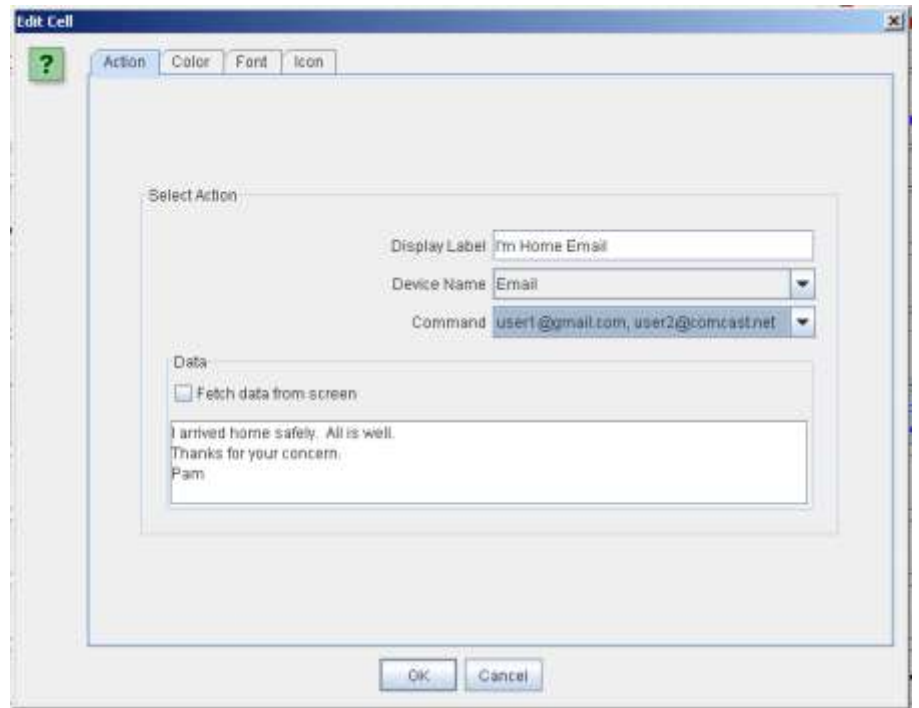 Edit Cell
?
Action Color Font Icon
Select Action
Display Label I'm Home Email
Device Name Email
Command user1@gmail.com, user2@comcast.net
Data
Fetch data from screen
I arrived home safely. All is well.
Thanks for your concern.
Pam
OK Cancel